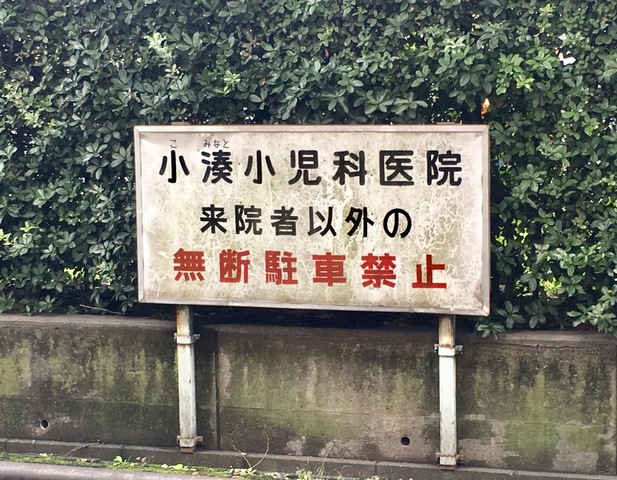 こ みなと
小湊小児科医院
来院者以外の
無断駐車禁止